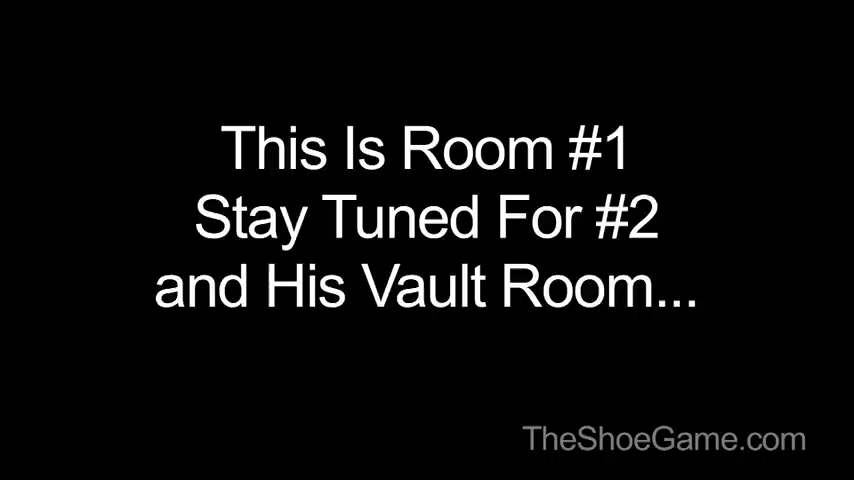 This Is Room #1
Stay Tuned For #2
and His Vault Room...
TheShoeGame.com